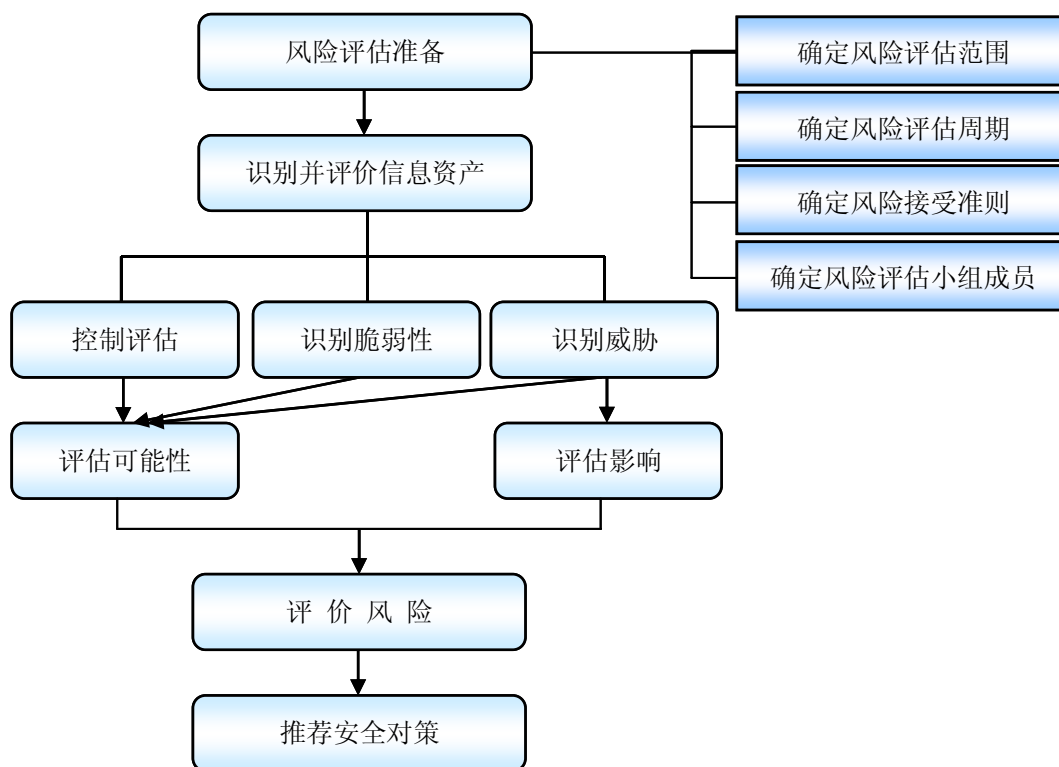 风险评估准备
确定风险评估范围
确定风险评估周期
识别并评价信息资产
确定风险接受准则
确定风险评估小组成员
控制评估
识别脆弱性
识别威胁
评估可能性
评估影响
评 价 风 险
推荐安全对策